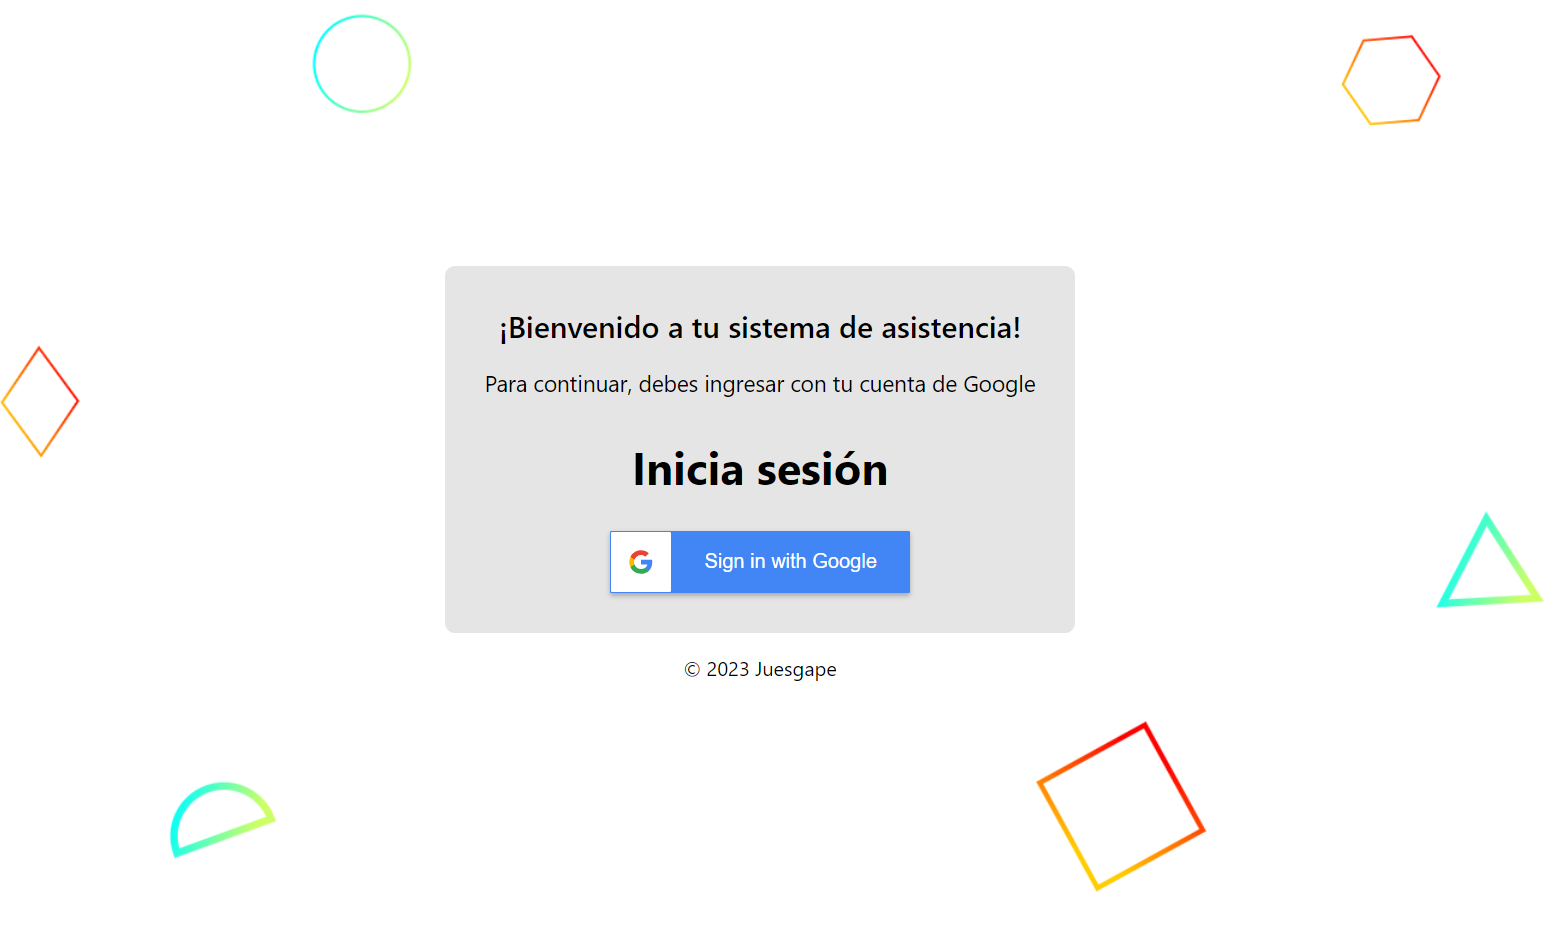 ¡Bienvenido a tu sistema de asistencia!
Para continuar, debes ingresar con tu cuenta de Google
Inicia sesión
Sign in with Google
© 2023 Juesgape